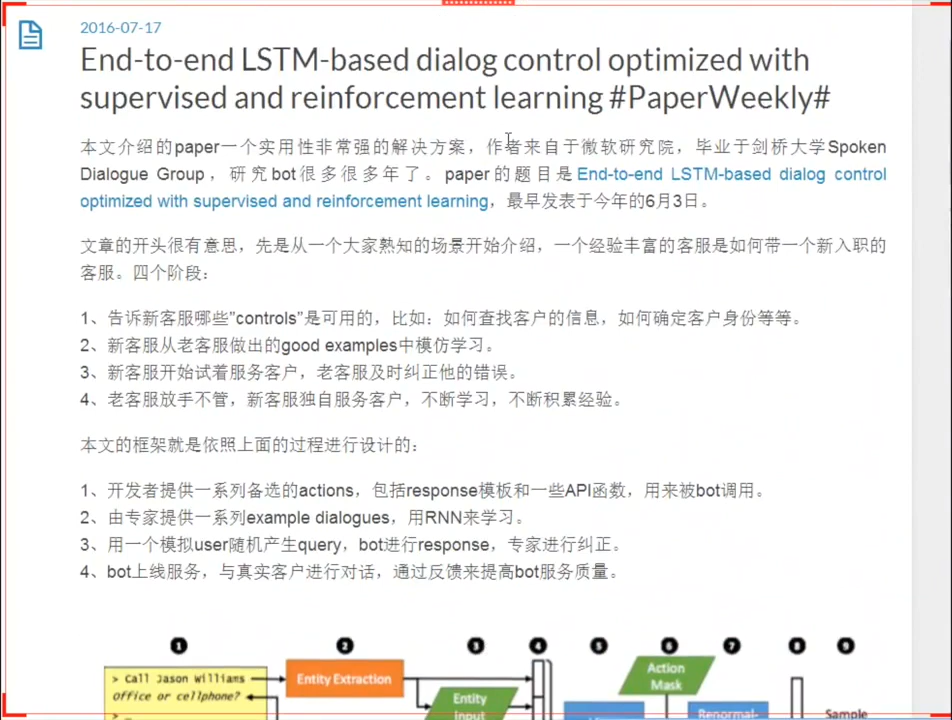 2016-07-17
End-to-end LSTM-based dialog control optimized with
supervised and reinforcement learning #PaperWeekly#
本文介绍的paper一个实用性非常强的解决方案，作者来自于微软研究院，毕业于剑桥大学Spoken
Dialogue Group，研究bot很多很多年了。paper的题目是End-to-end LSTM-based dialog control
optimized with supervised and reinforcement learning，最早发表于今年的6月3日。
文章的开头很有意思，先是从一个大家熟知的场景开始介绍，一个经验丰富的客服是如何带一个新入职的
客服。四个阶段：
1、告诉新客服哪些"controls"是可用的，比如：如何查找客户的信息，如何确定客户身份等等。
2、新客服从老客服做出的good examples中模仿学习。
3、新客服开始试着服务客户，老客服及时纠正他的错误。
4、老客服放手不管，新客服独自服务客户，不断学习，不断积累经验。
本文的框架就是依照上面的过程进行设计的：
1、开发者提供一系列备选的actions，包括response模板和一些API函数，用来被bot调用。
2、由专家提供一系列example dialogues，用RNN来学习。
3、用一个模拟user随机产生query，bot进行response，专家进行纠正。
4、bot上线服务，与真实客户进行对话，通过反馈来提高bot服务质量。
1 2 3 4 5 6 7 8 9
> Call Jason Williams
office or cellphone?
> _
Entity Extraction
Entity
Input
Action
Mask
Renormal-
Sample